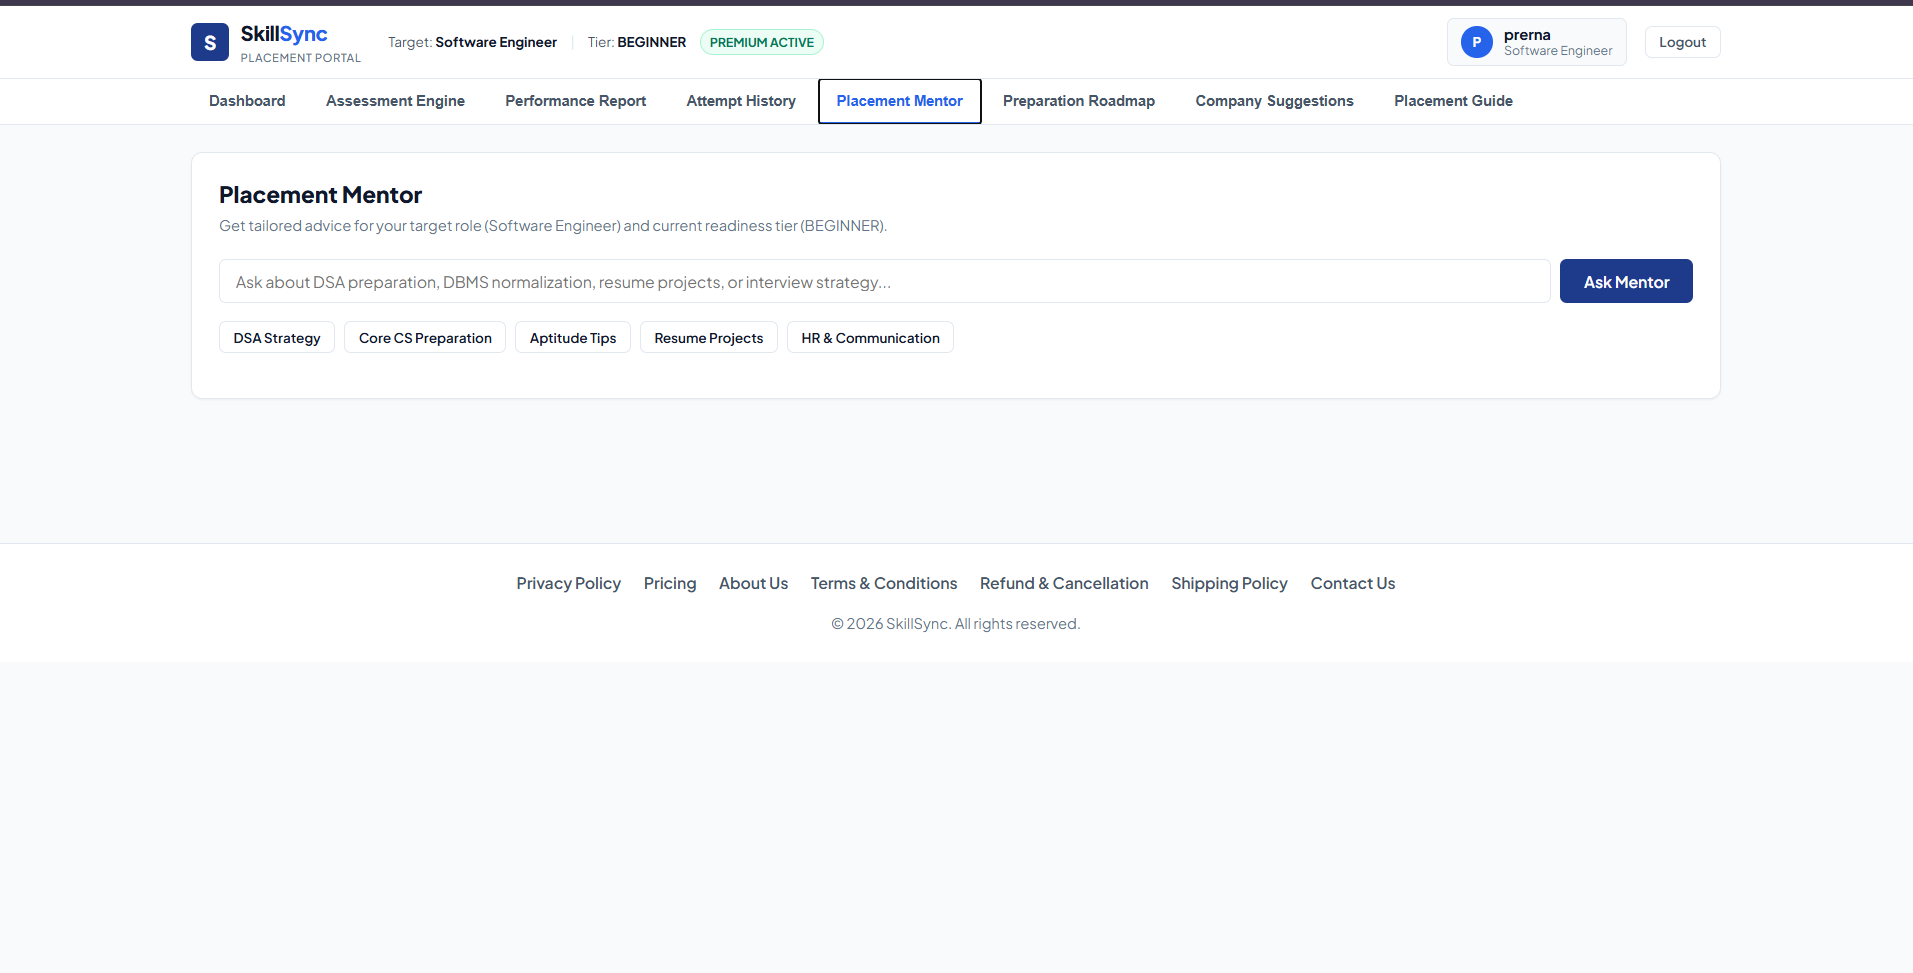 S
SkillSync
PLACEMENT PORTAL
Target: Software Engineer
Tier: BEGINNER
PREMIUM ACTIVE
P
prerna
Software Engineer
Logout
Dashboard
Assessment Engine
Performance Report
Attempt History
Placement Mentor
Preparation Roadmap
Company Suggestions
Placement Guide
Placement Mentor
Get tailored advice for your target role (Software Engineer) and current readiness tier (BEGINNER).
Ask about DSA preparation, DBMS normalization, resume projects, or interview strategy...
Ask Mentor
DSA Strategy
Core CS Preparation
Aptitude Tips
Resume Projects
HR & Communication
Privacy Policy
Pricing
About Us
Terms & Conditions
Refund & Cancellation
Shipping Policy
Contact Us
© 2026 SkillSync. All rights reserved.